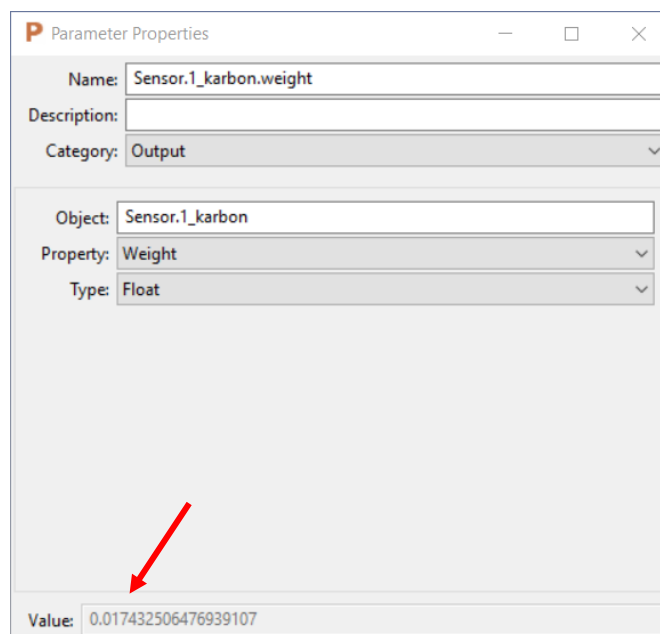 P Parameter Properties
Name: Sensor.1_karbon.weight
Description:
Category: Output
Object: Sensor.1_karbon
Property: Weight
Type: Float
Value: 0.017432506476939107